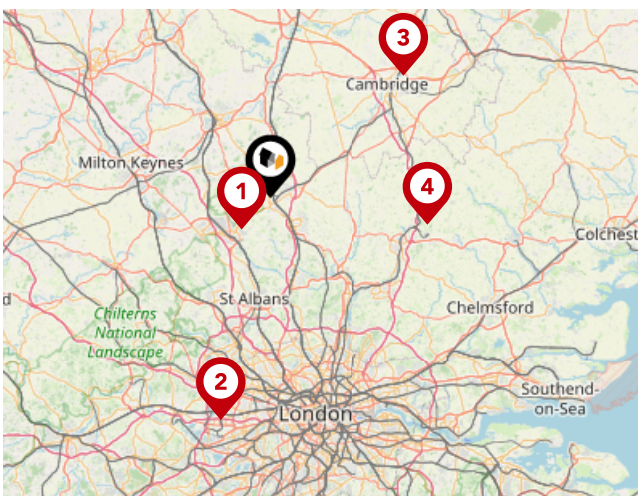 3
Cambridge
Milton Keynes
1
4
Colchest
d
St Albans
Chilterns
National
Landscape
Chelmsford
2
Southend-
on-Sea
London